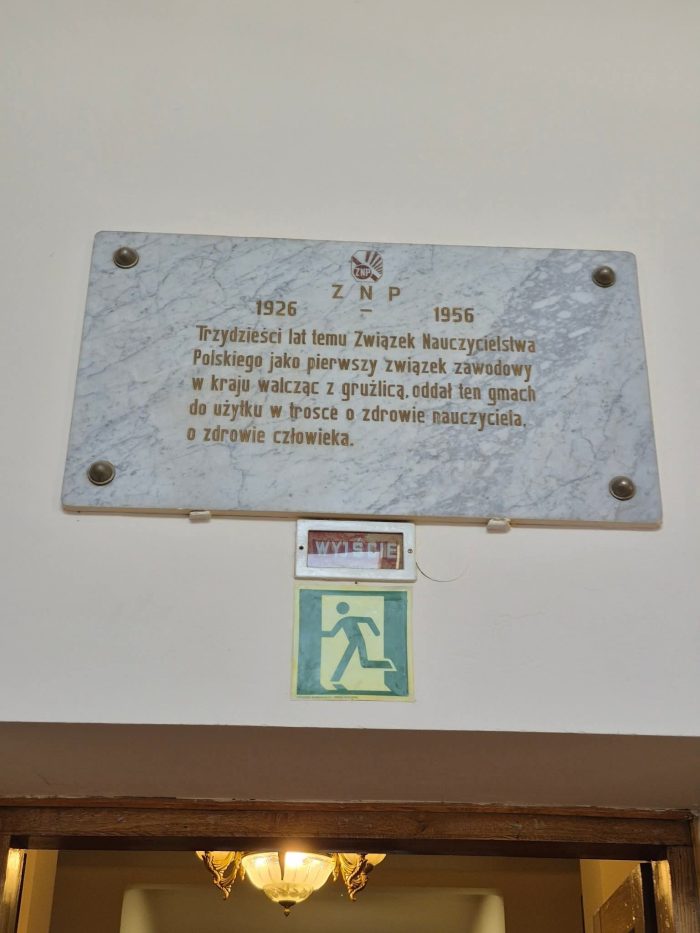 ZNP
Z N P
1926 – 1956
Trzydzieści lat temu Związek Nauczycielstwa
Polskiego jako pierwszy związek zawodowy
w kraju walcząc z gruźlicą, oddał ten gmach
do użytku w trosce o zdrowie nauczyciela,
o zdrowie człowieka.
WYJŚCIE